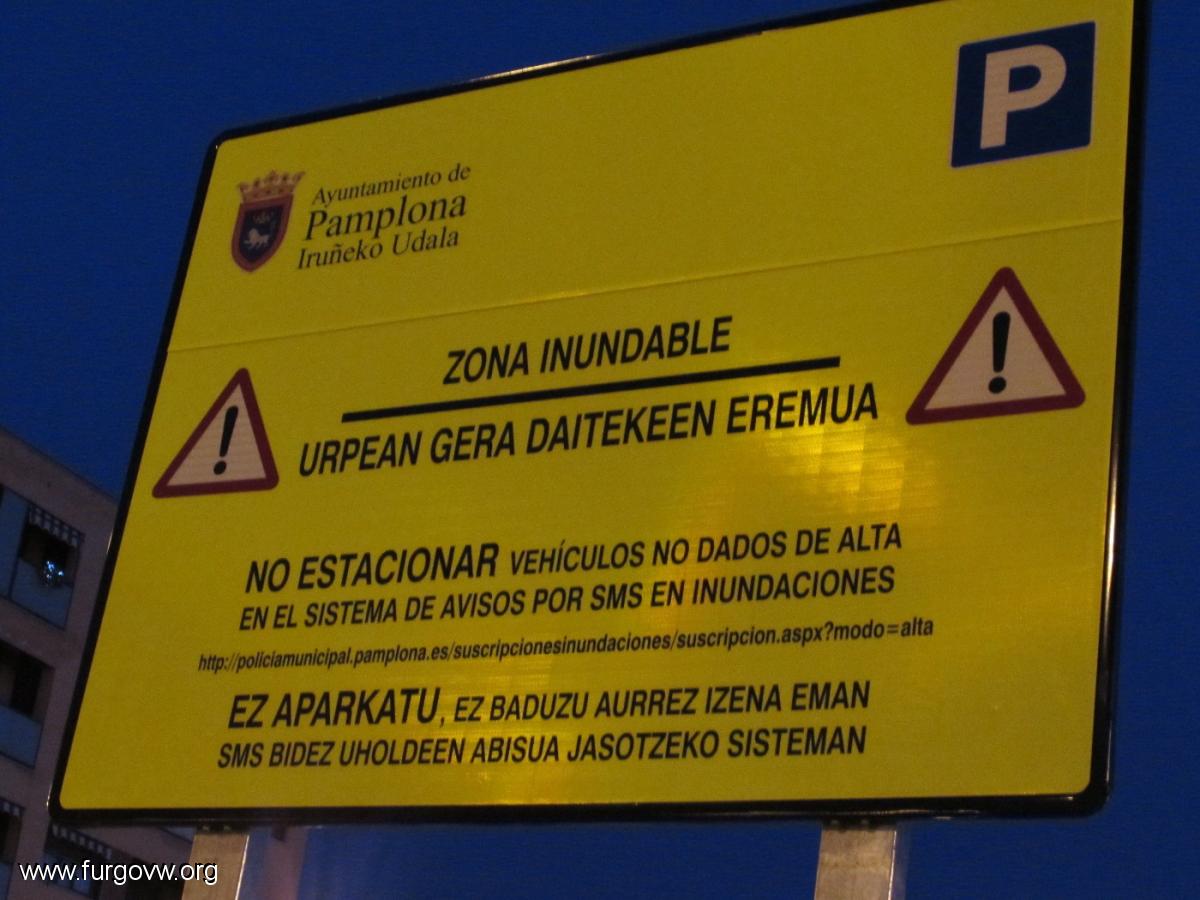 P
Ayuntamiento de
Pamplona
Iruñeko Udala
ZONA INUNDABLE
URPEAN GERA DAITEKEEN EREMUA
NO ESTACIONAR VEHÍCULOS NO DADOS DE ALTA
EN EL SISTEMA DE AVISOS POR SMS EN INUNDACIONES
http://policiamunicipal.pamplona.es/suscripcionesinundaciones/suscripcion.aspx?modo=alta
EZ APARKATU, EZ BADUZU AURREZ IZENA EMAN
SMS BIDEZ UHOLDEEN ABISUA JASOTZEKO SISTEMAN
www.furgovw.org